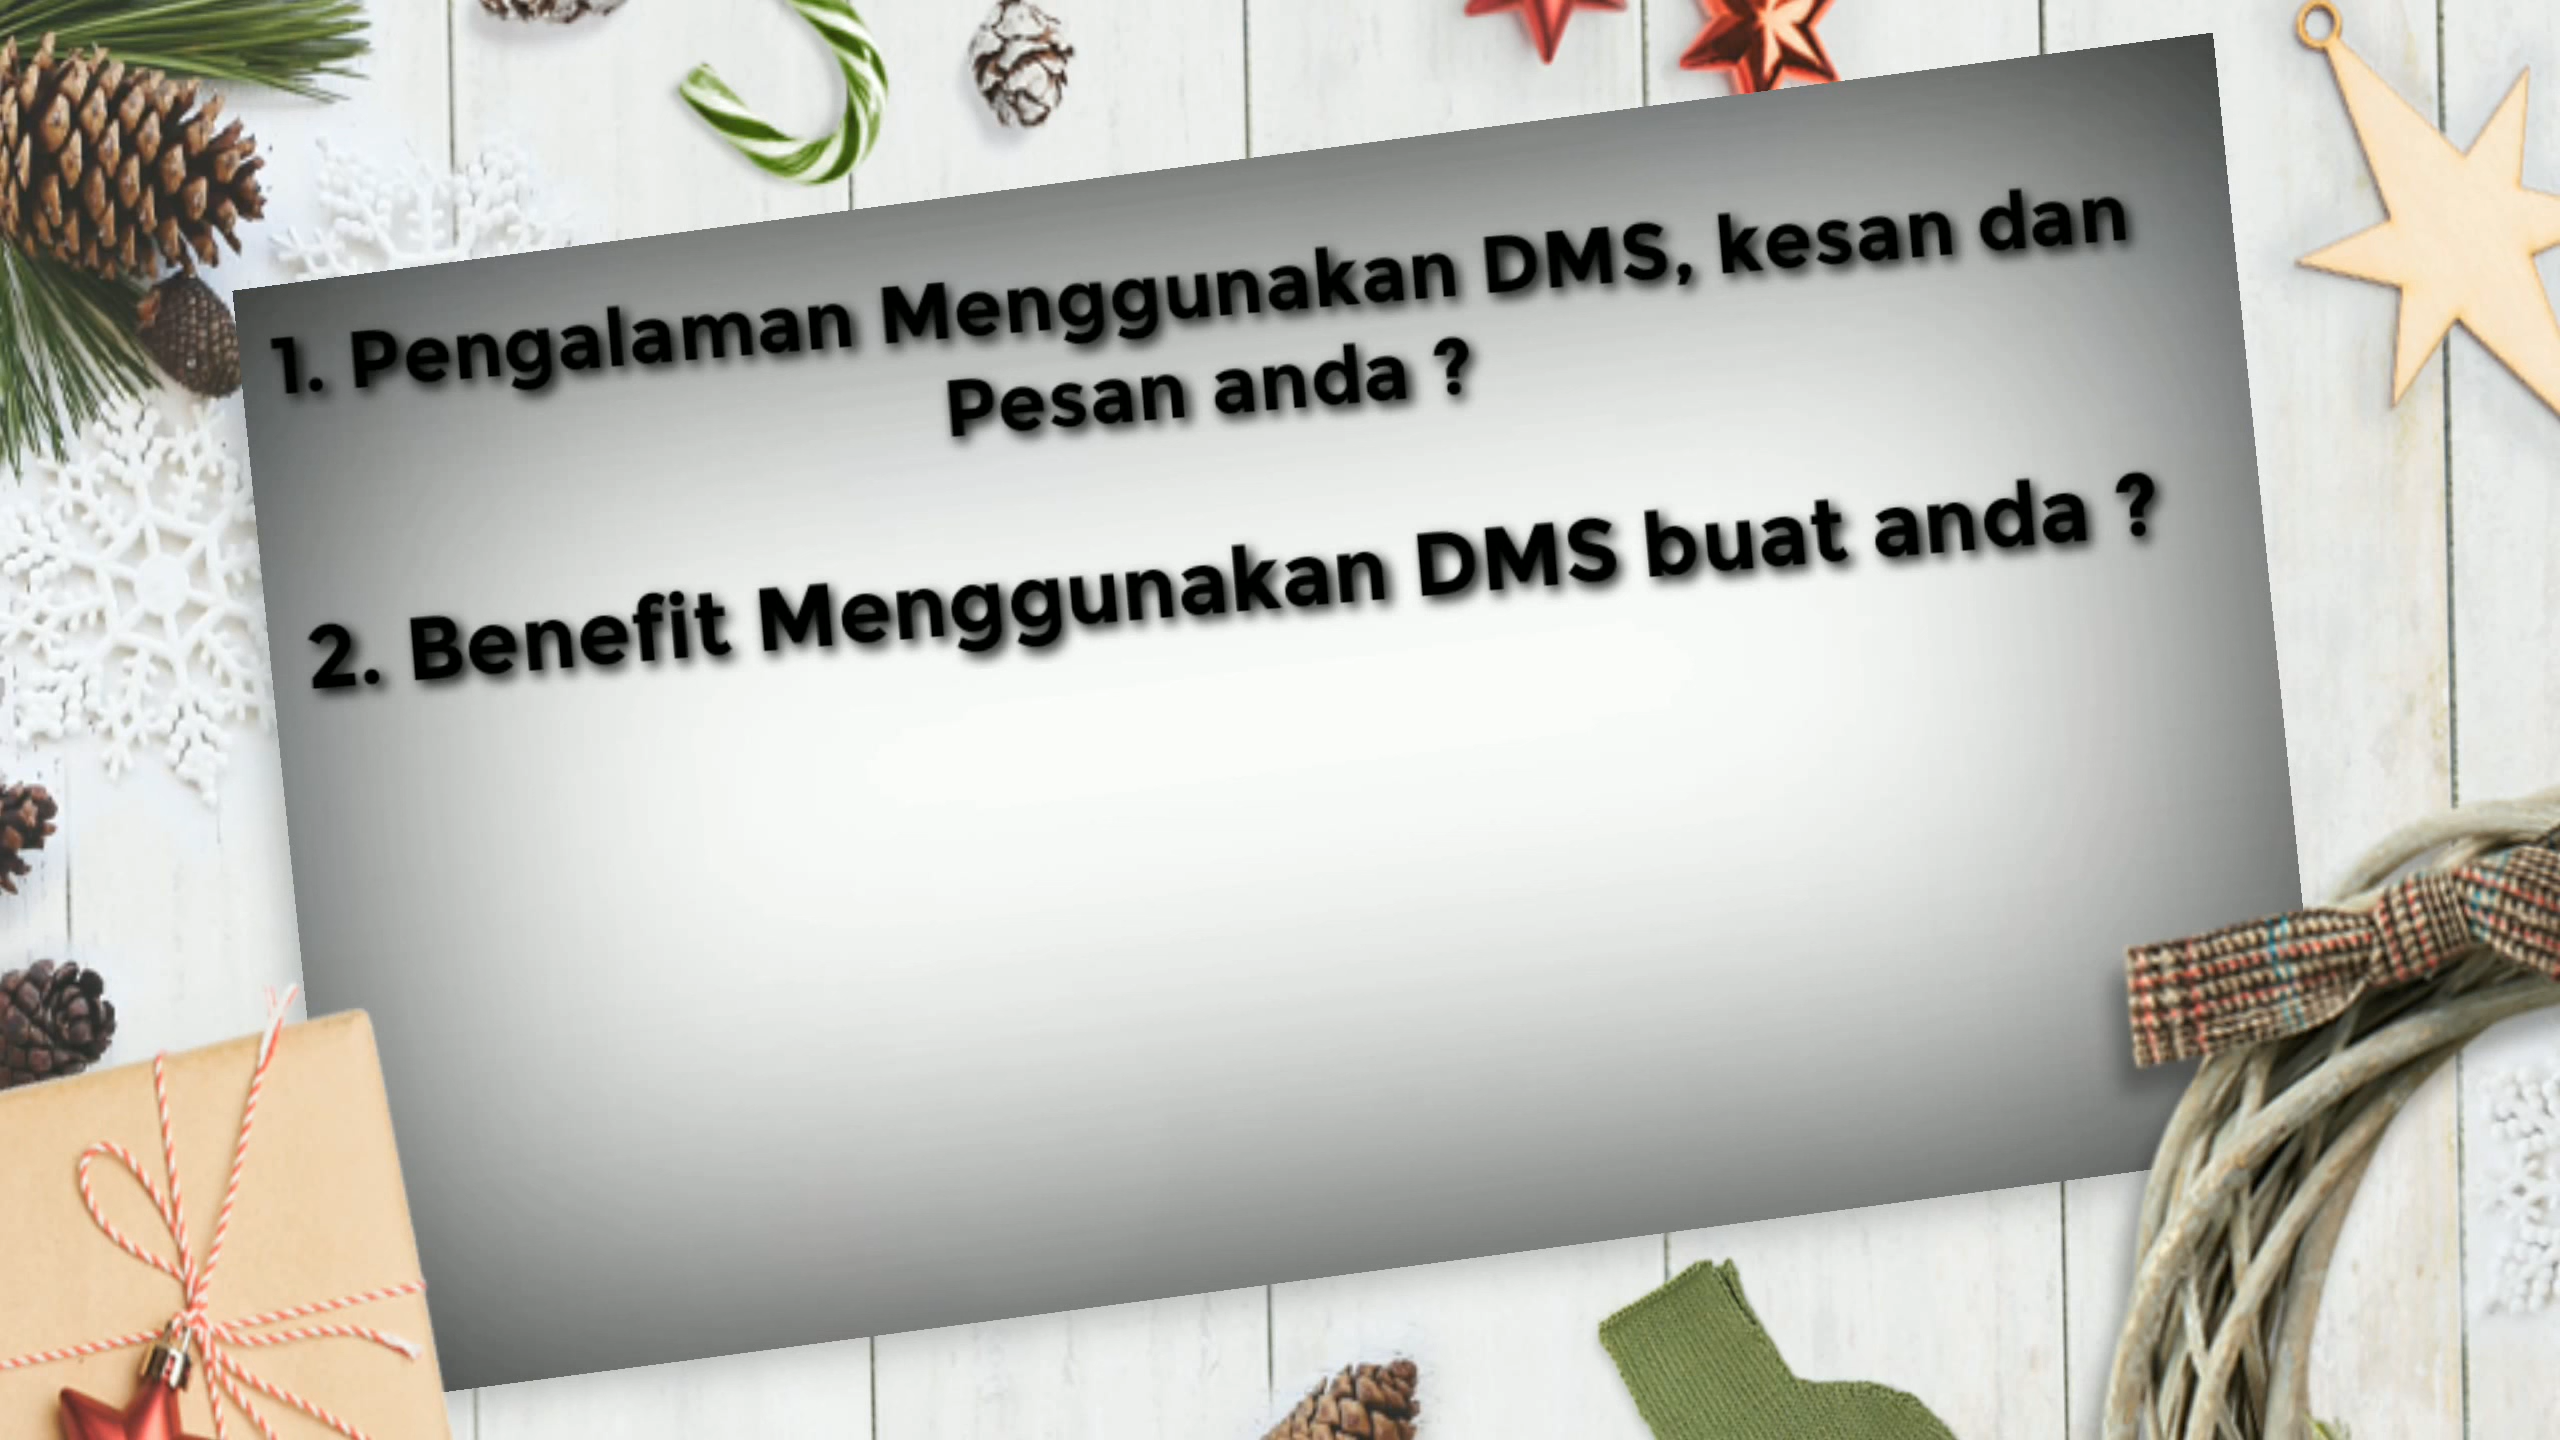 1. Pengalaman Menggunakan DMS, kesan dan
Pesan anda ?
2. Benefit Menggunakan DMS buat anda ?